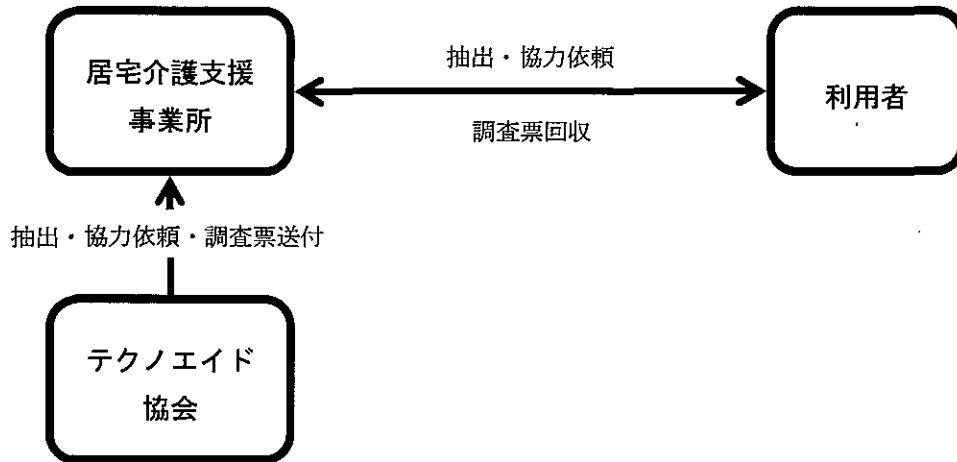 居宅介護支援
事業所
抽出・協力依頼
調査票回収
利用者
抽出・協力依頼・調査票送付
テクノエイド
協会